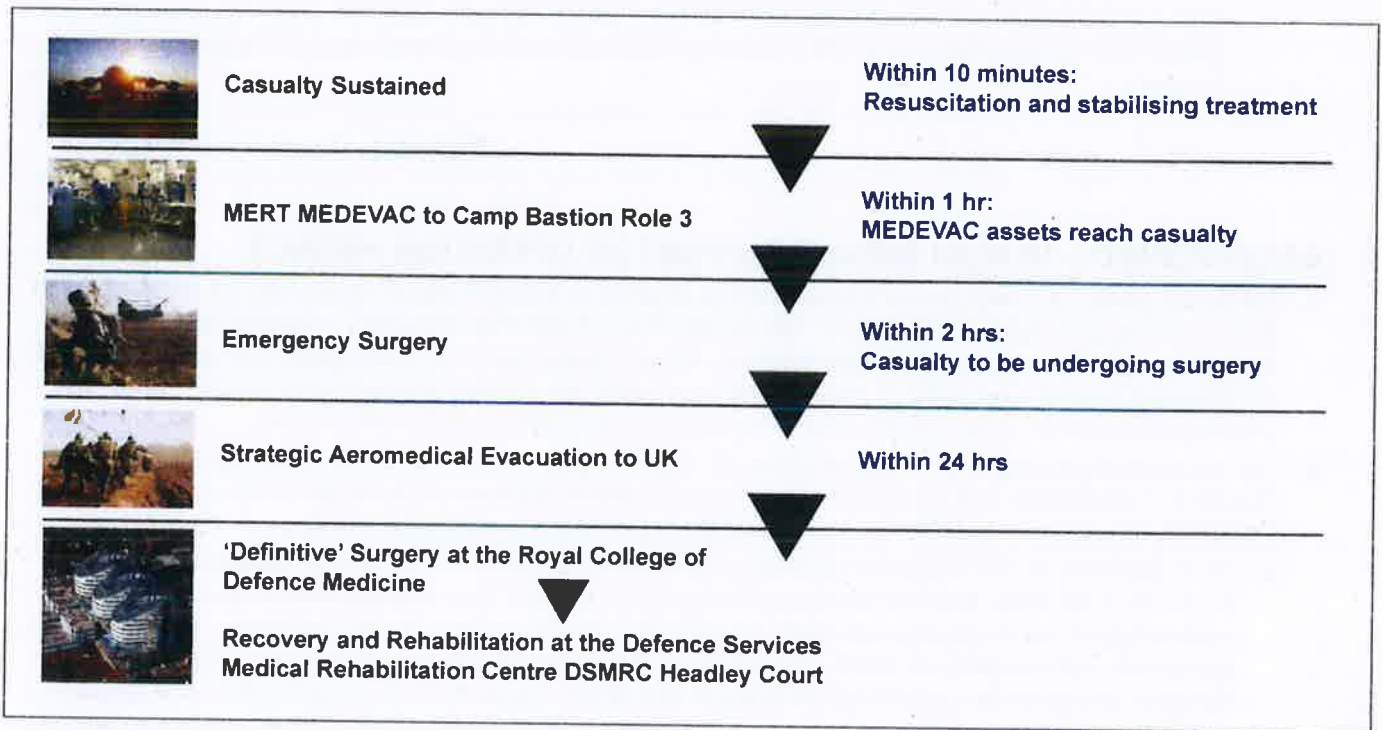 Casualty Sustained
Within 10 minutes:
Resuscitation and stabilising treatment
MERT MEDEVAC to Camp Bastion Role 3
Within 1 hr:
MEDEVAC assets reach casualty
Emergency Surgery
Within 2 hrs:
Casualty to be undergoing surgery
Strategic Aeromedical Evacuation to UK
Within 24 hrs
‘Definitive’ Surgery at the Royal College of
Defence Medicine
Recovery and Rehabilitation at the Defence Services
Medical Rehabilitation Centre DSMRC Headley Court